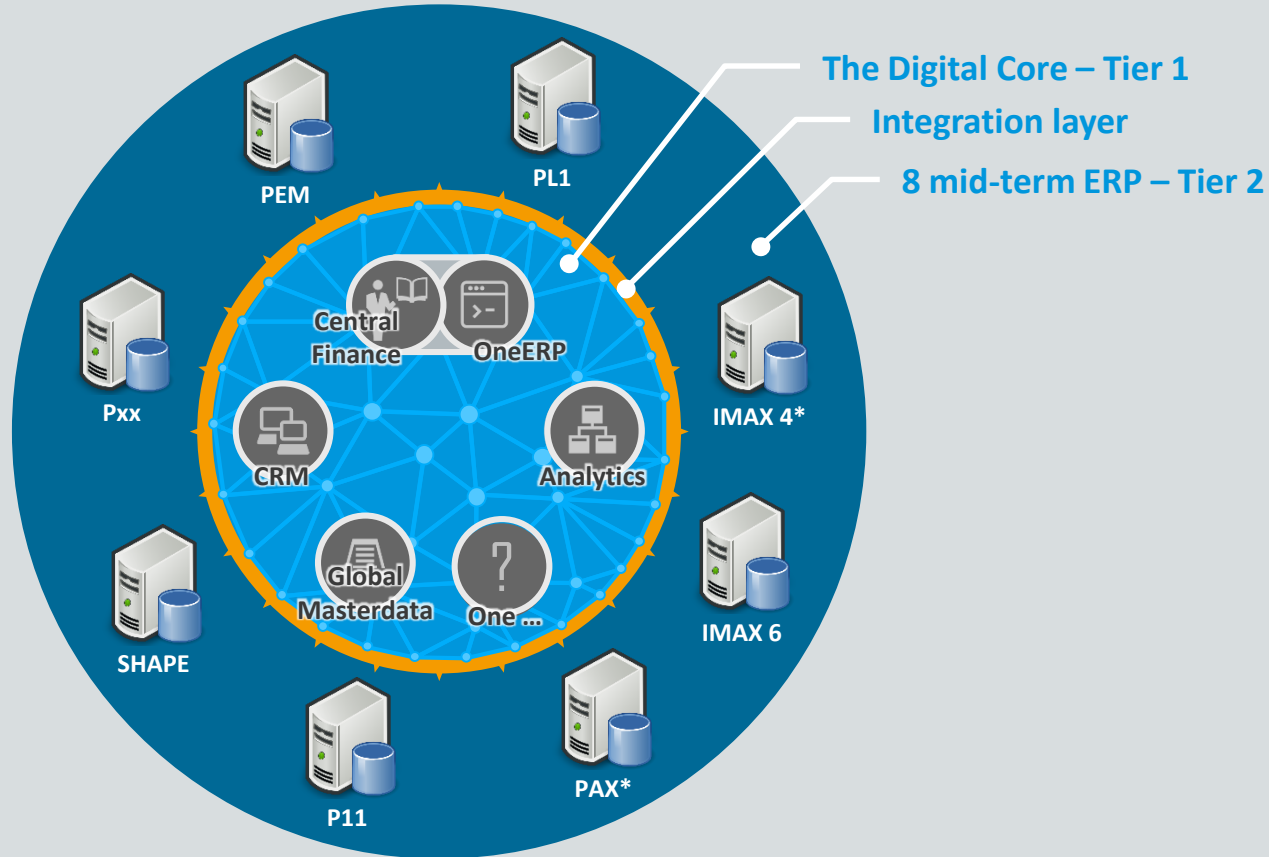 The Digital Core – Tier 1
Integration layer
8 mid-term ERP – Tier 2
PEM
PL1
Central
Finance
OneERP
Pxx
IMAX 4*
CRM
Analytics
Global
Masterdata
One ...
IMAX 6
SHAPE
PAX*
P11